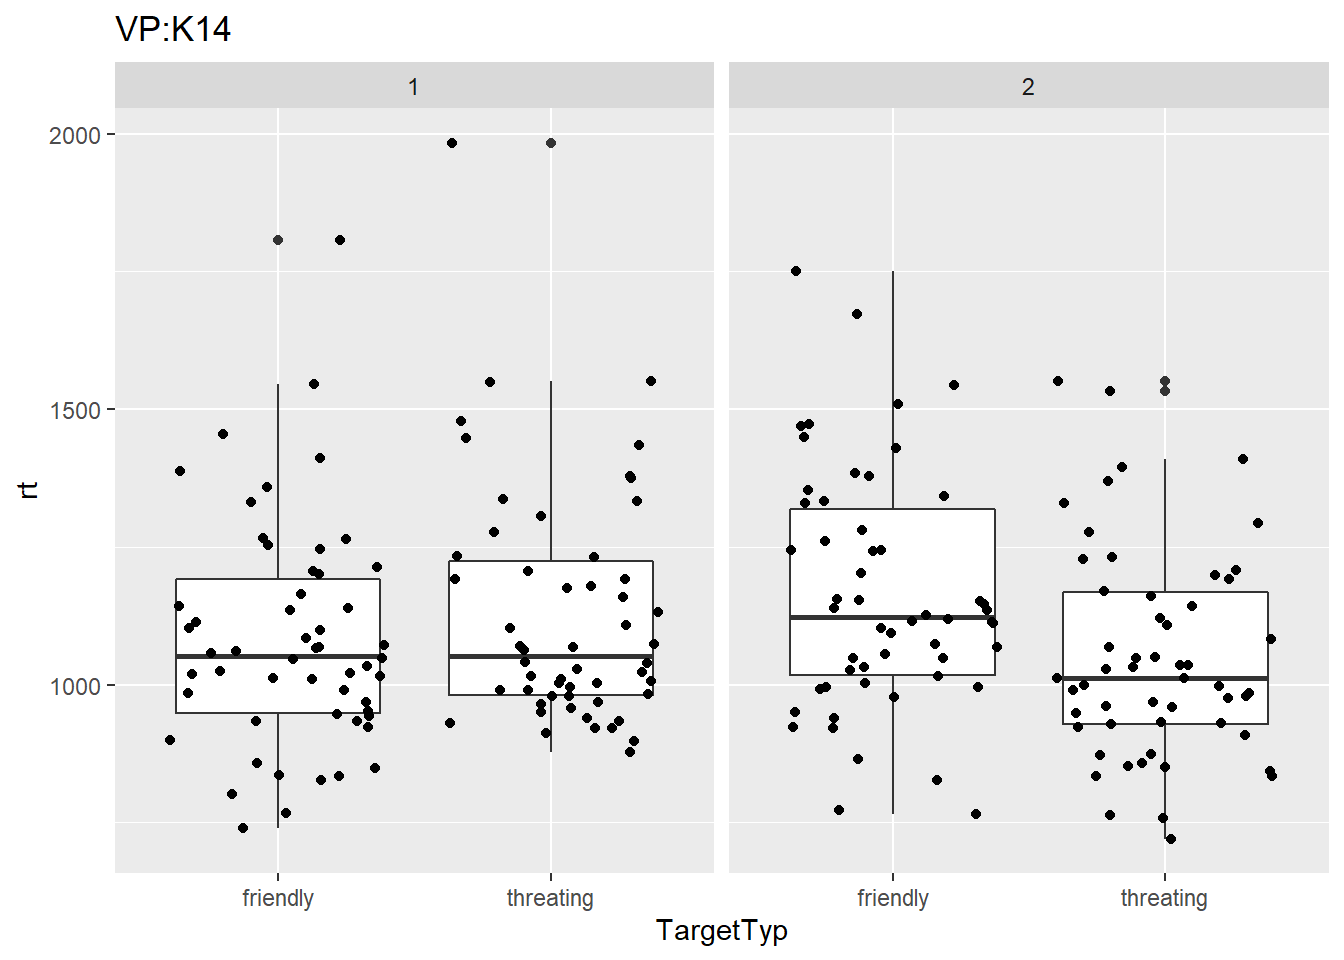 VP:K14
1 2
2000
1500
1000
rt
friendly threating friendly threating
TargetTyp